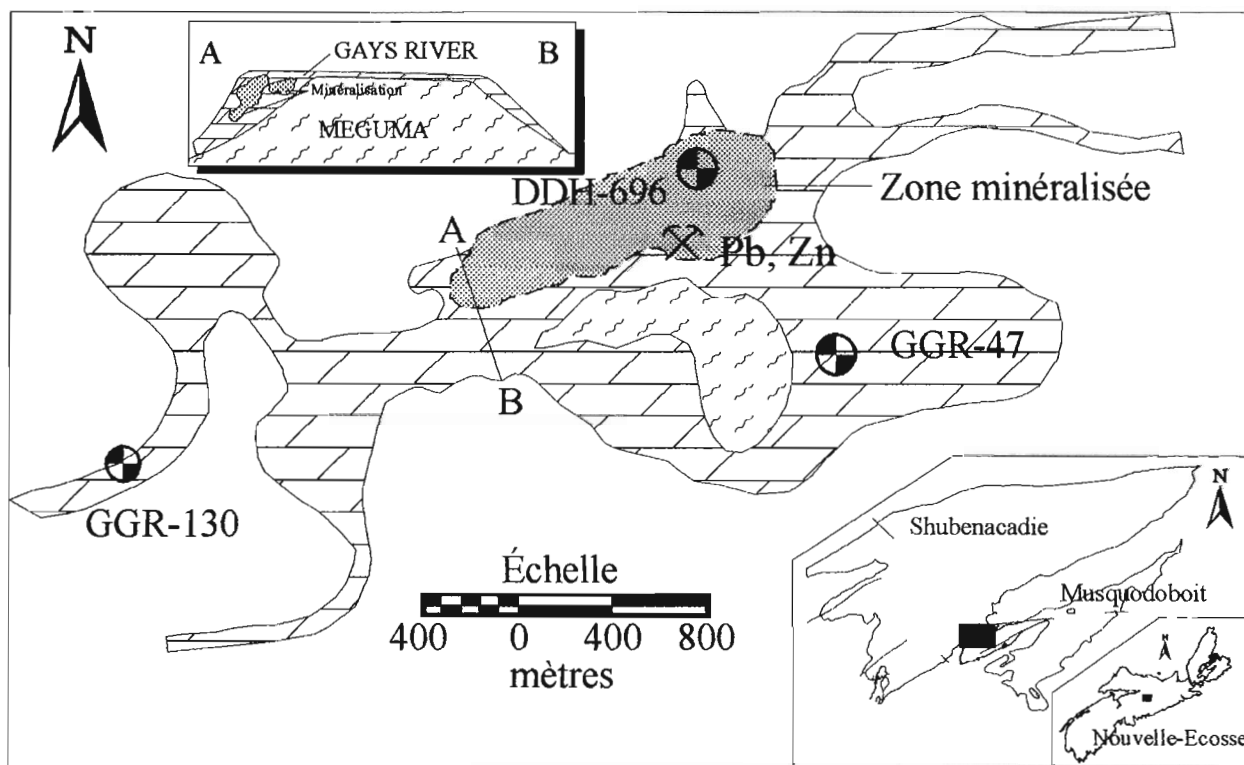 N
A
GAYS RIVER
B
Minéralisation
MEGUMA
DDH-696
Zone minéralisée
A
Pb, Zn
GGR-47
B
GGR-130
Échelle
400 0 400 800
mètres
N
Shubenacadie
Musquodoboit
N
Nouvelle-Ecosse